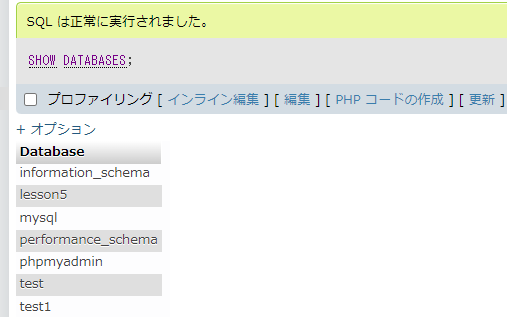 SQL は正常に実行されました。
SHOW DATABASES;
プロファイリング [ インライン編集 ] [ 編集 ] [ PHP コードの作成 ] [ 更新 ]
+ オプション
Database
information_schema
lesson5
mysql
performance_schema
phpmyadmin
test
test1